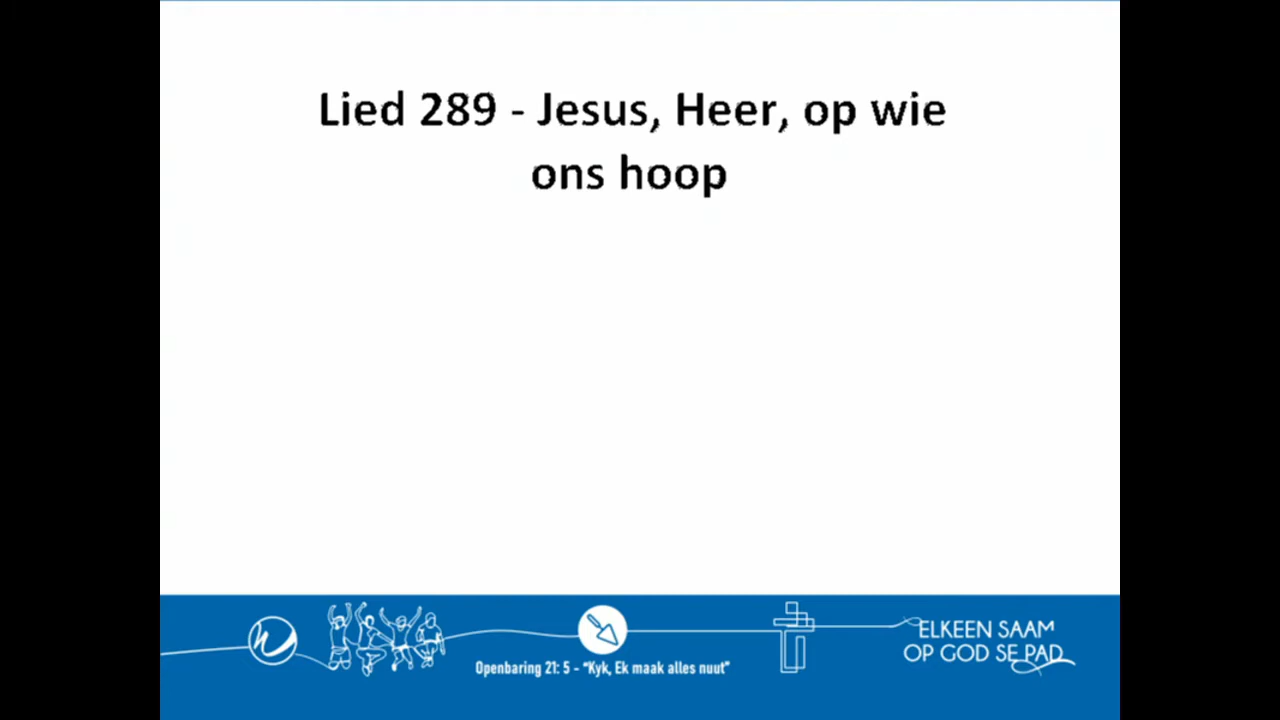 Lied 289 - Jesus, Heer, op wie
ons hoop
Openbaring 21: 5 - “Kyk, Ek maak alles nuut”
ELKEEN SAAM
OP GOD SE PAD